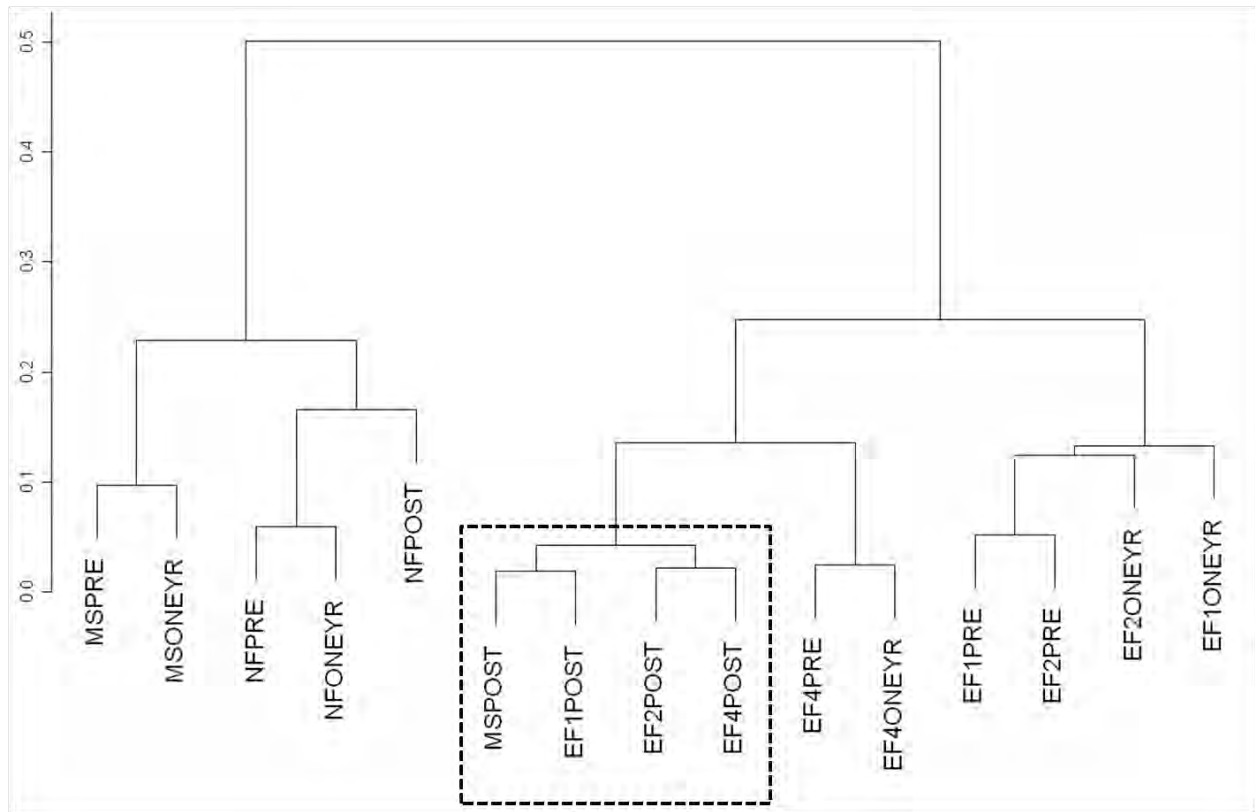 0.5
0.4
0.3
0.2
0.1
0.0
MSPRE
MSONEYR
NFPRE
NFONEYR
NFPOST
MSPOST
EF1POST
EF2POST
EF4POST
EF4PRE
EF4ONEYR
EF1PRE
EF2PRE
EF2ONEYR
EF1ONEYR